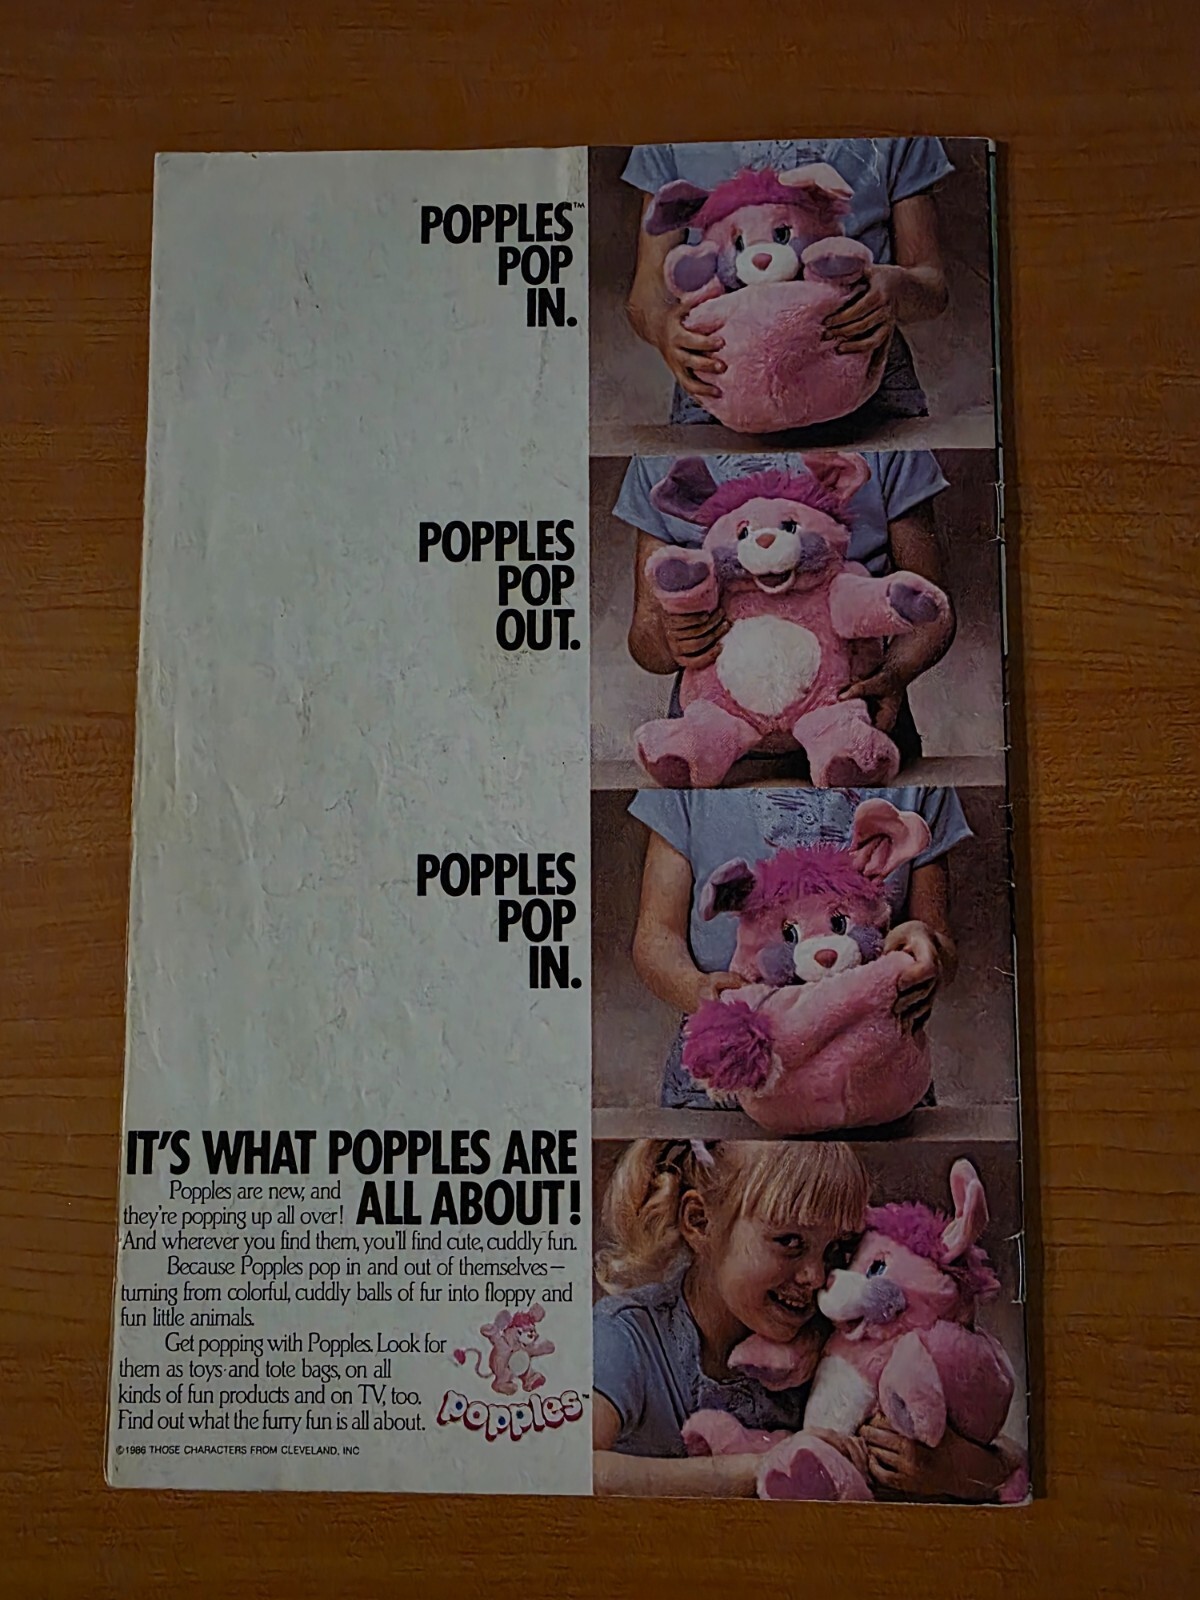 POPPLES™
POP
IN.
POPPLES
POP
OUT.
POPPLES
POP
IN.
IT'S WHAT POPPLES ARE
ALL ABOUT!
Popples are new, and
they're popping up all over!
And wherever you find them, you'll find cute, cuddly fun.
Because Popples pop in and out of themselves—
turning from colorful, cuddly balls of fur into floppy and
fun little animals.
Get popping with Popples. Look for
them as toys and tote bags, on all
kinds of fun products and on TV, too.
Find out what the furry fun is all about.
Popples™
©1986 THOSE CHARACTERS FROM CLEVELAND, INC